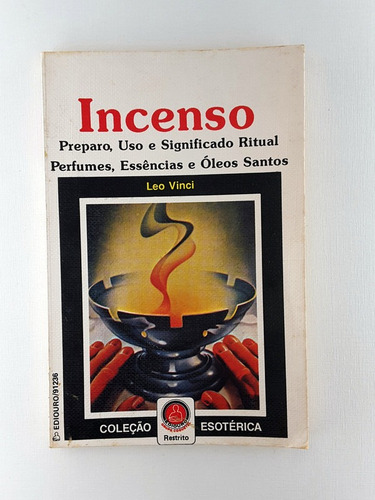 Incenso
Preparo, Uso e Significado Ritual
Perfumes, Essências e Óleos Santos
Leo Vinci
EDIOURO/91236
COLEÇÃO
Restrito
ESOTÉRICA